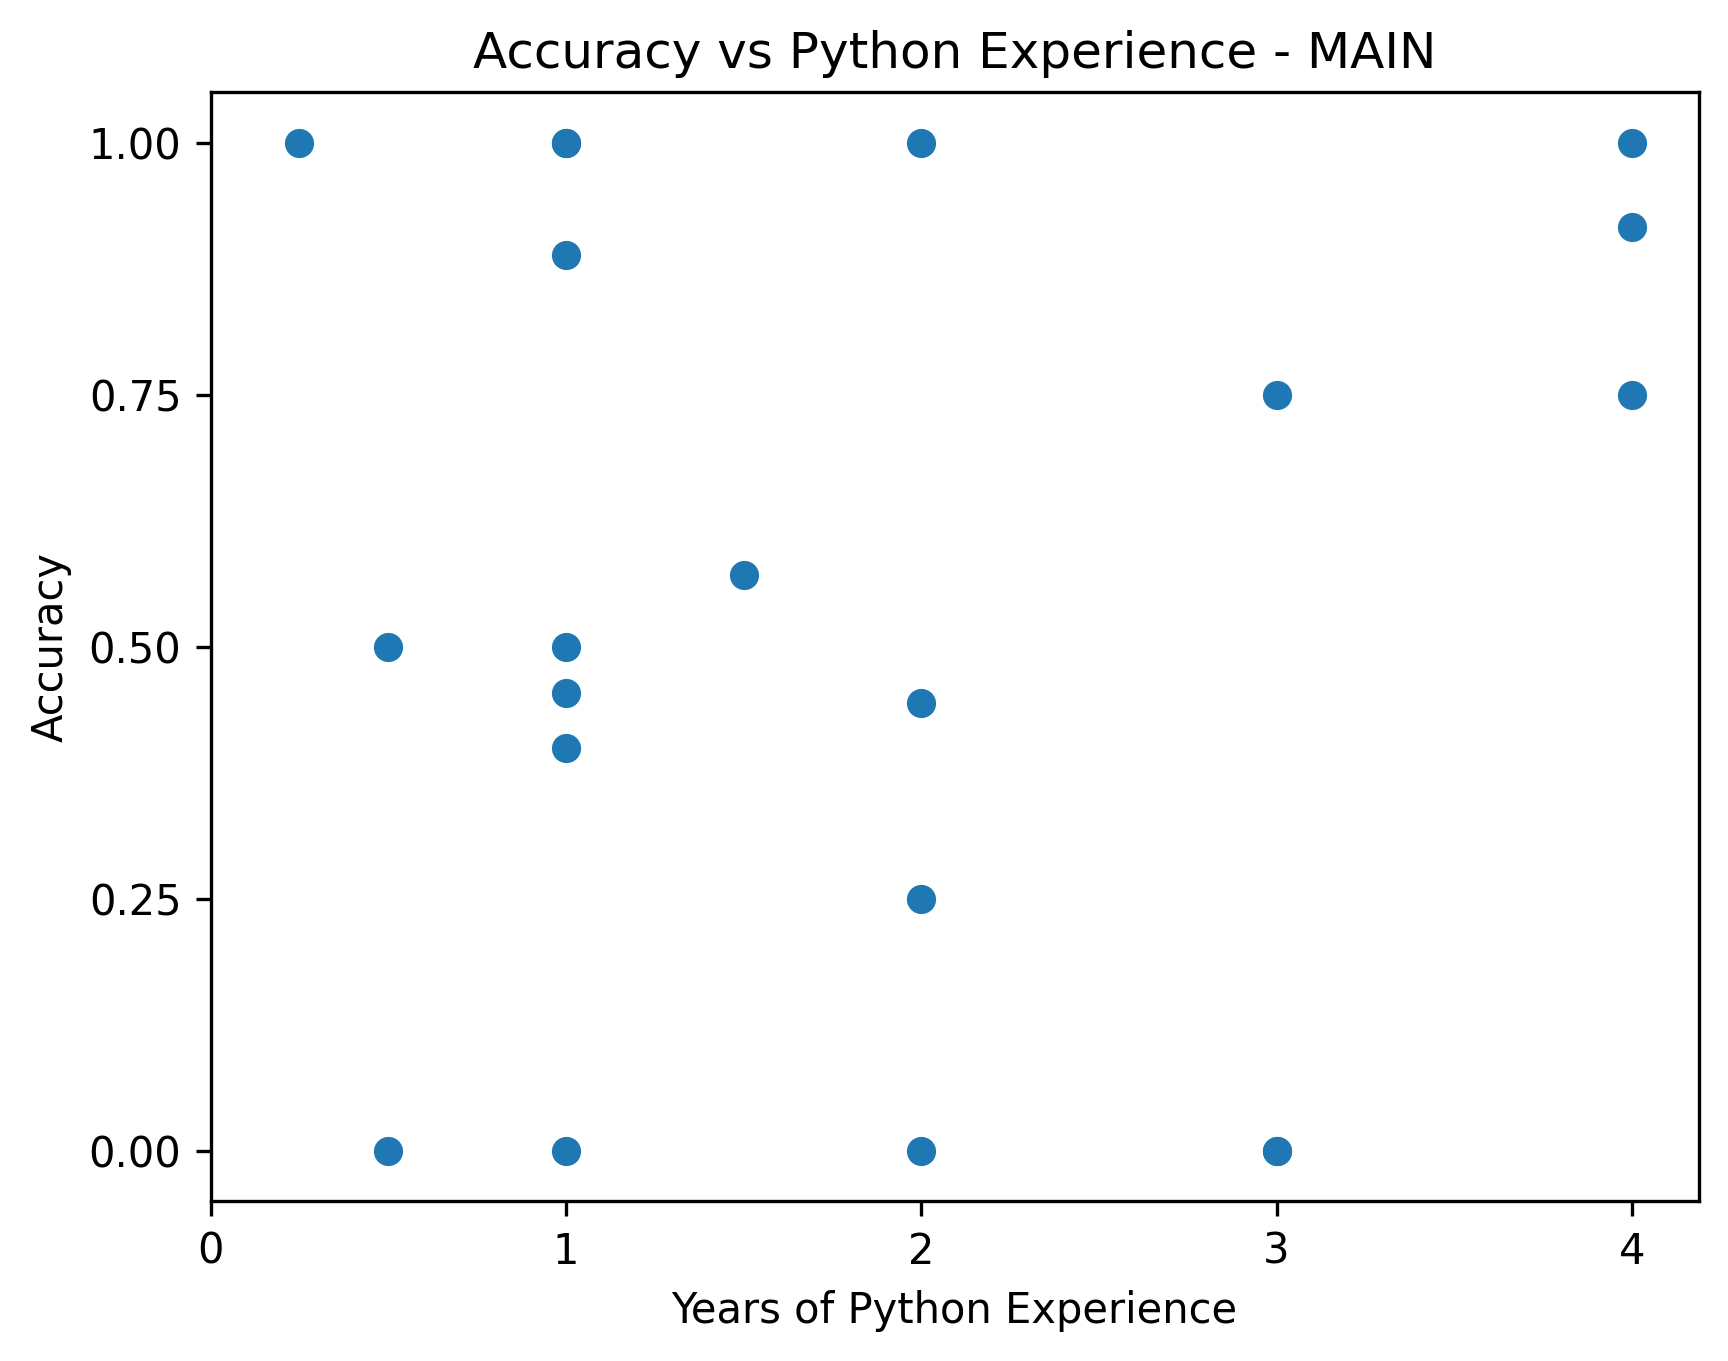 Accuracy vs Python Experience - MAIN
1.00
0.75
0.50
0.25
0.00
Accuracy
0 1 2 3 4
Years of Python Experience